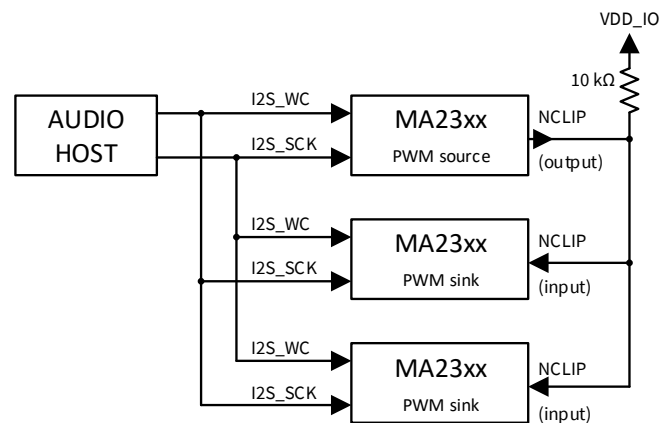 VDD_IO
10 kΩ
AUDIO
HOST
I2S_WC
I2S_SCK
MA23xx
PWM source
NCLIP
(output)
I2S_WC
I2S_SCK
MA23xx
PWM sink
NCLIP
(input)
I2S_WC
I2S_SCK
MA23xx
PWM sink
NCLIP
(input)